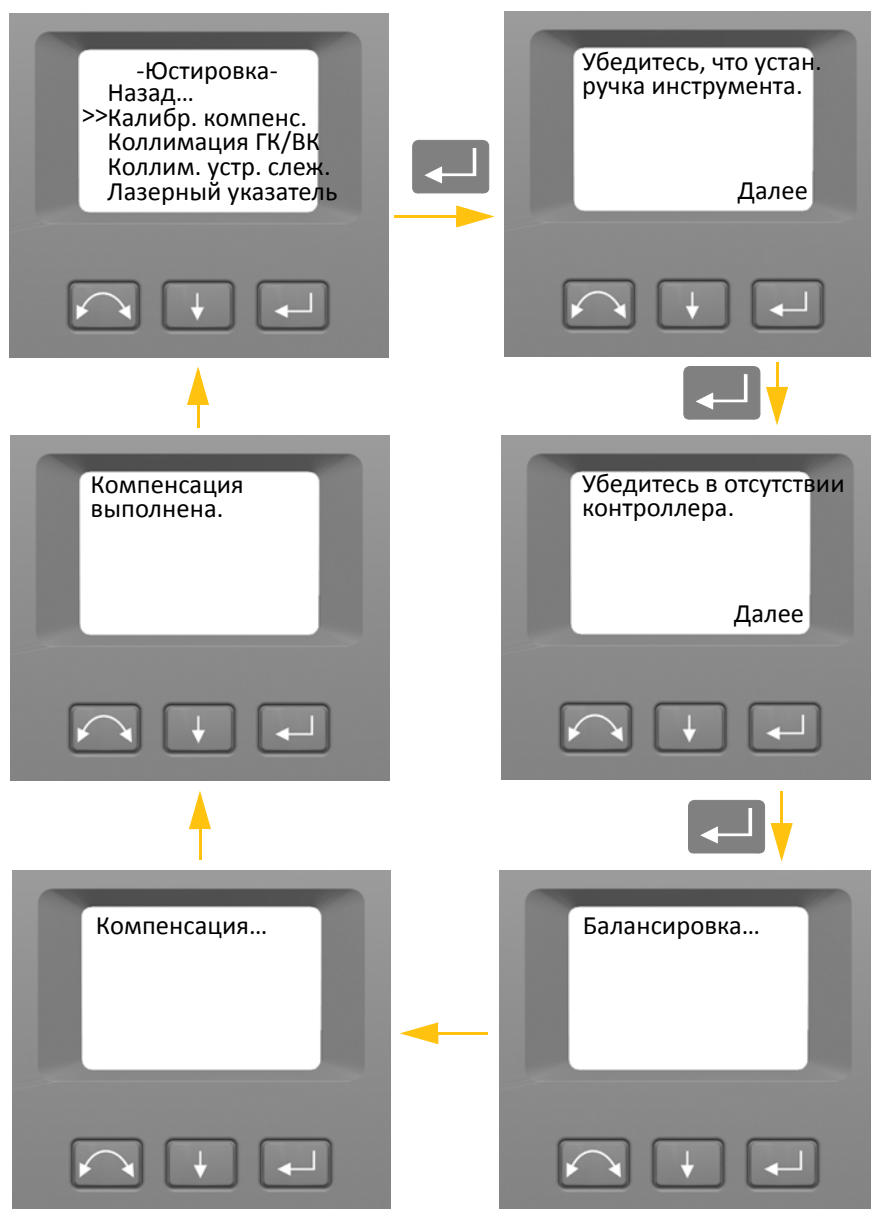 -Юстировка-
Назад...
>>Калибр. компенс.
Коллимация ГК/ВК
Коллим. устр. слеж.
Лазерный указатель
Убедитесь, что устан.
ручка инструмента.
Далее
Убедитесь в отсутствии
контроллера.
Далее
Балансировка...
Компенсация...
Компенсация
выполнена.